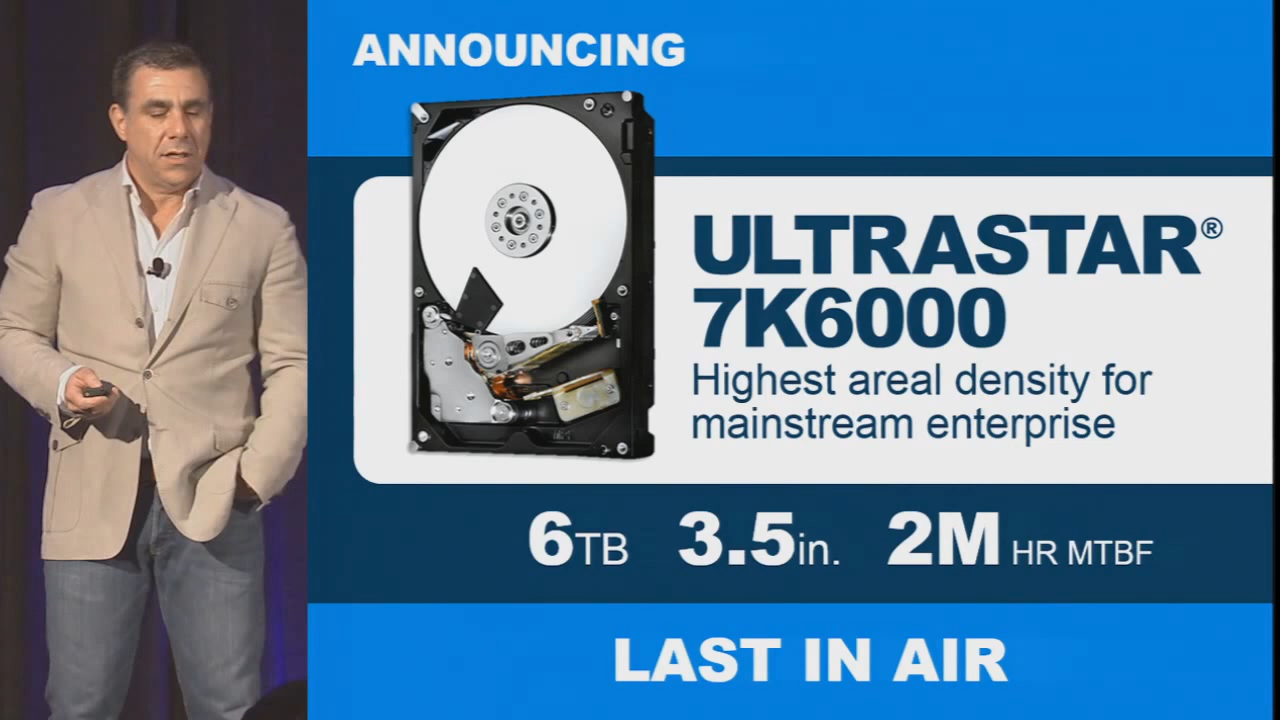 ANNOUNCING
ULTRASTAR®
7K6000
Highest areal density for
mainstream enterprise
6TB 3.5in. 2M HR MTBF
LAST IN AIR